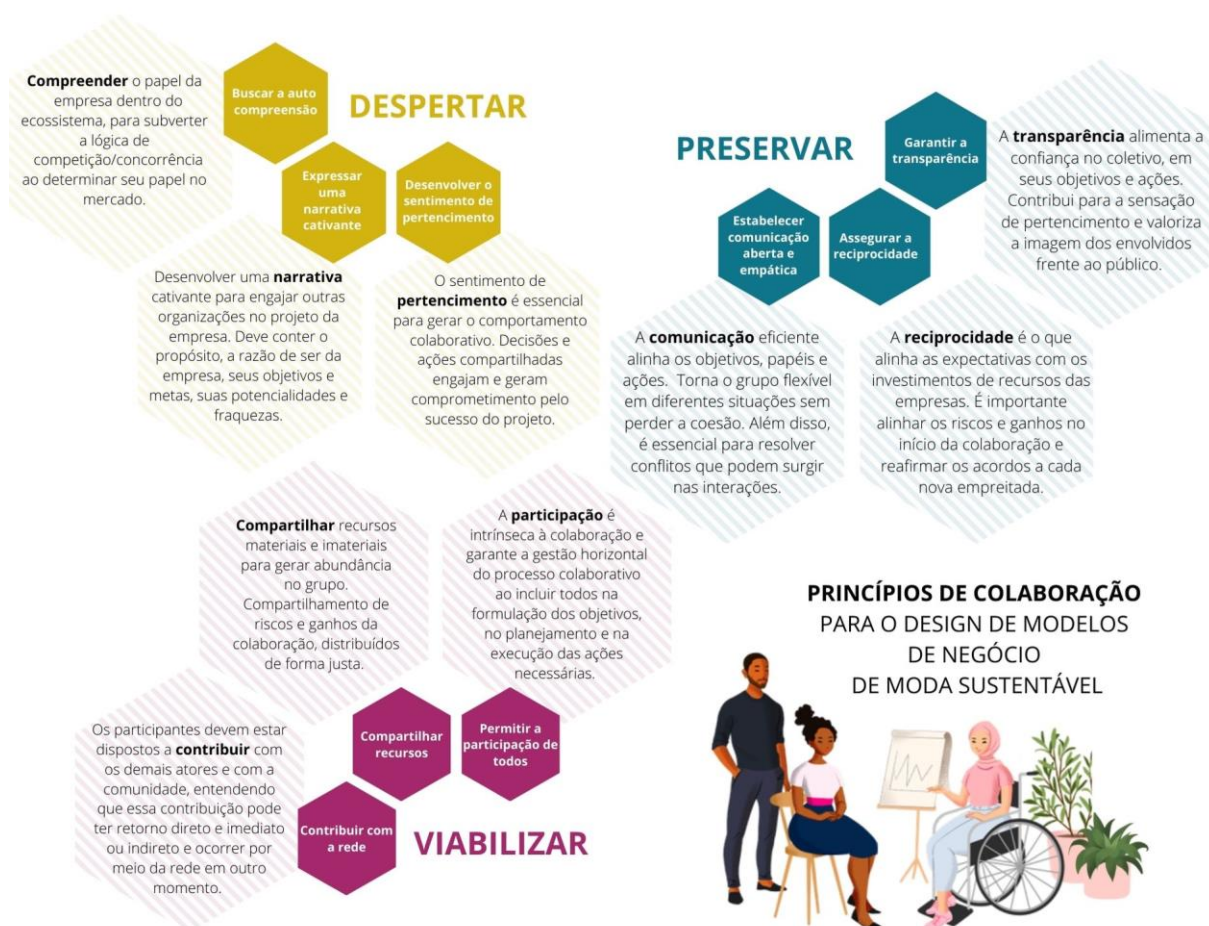 Compreender o papel da
empresa dentro do
ecossistema, para subverter
a lógica de
competição/concorrência
ao determinar seu papel no
mercado.
Buscar a auto
compreensão
DESPERTAR
Expressar
uma
narrativa
cativante
Desenvolver o
sentimento de
pertencimento
Desenvolver uma narrativa
cativante para engajar outras
organizações no projeto da
empresa. Deve conter o
propósito, a razão de ser da
empresa, seus objetivos e
metas, suas potencialidades e
fraquezas.
O sentimento de
pertencimento é essencial
para gerar o comportamento
colaborativo. Decisões e
ações compartilhadas
engajam e geram
comprometimento pelo
sucesso do projeto.
PRESERVAR
Garantir a
transparência
A transparência alimenta a
confiança no coletivo, em
seus objetivos e ações.
Contribui para a sensação
de pertencimento e valoriza
a imagem dos envolvidos
frente ao público.
Estabelecer
comunicação
aberta e
empática
Assegurar a
reciprocidade
A comunicação eficiente
alinha os objetivos, papéis e
ações. Torna o grupo flexível
em diferentes situações sem
perder a coesão. Além disso,
é essencial para resolver
conflitos que podem surgir
nas interações.
A reciprocidade é o que
alinha as expectativas com os
investimentos de recursos das
empresas. É importante
alinhar os riscos e ganhos no
início da colaboração e
reafirmar os acordos a cada
nova empreitada.
Compartilhar recursos
materiais e imateriais
para gerar abundância
no grupo.
Compartilhamento de
riscos e ganhos da
colaboração, distribuídos
de forma justa.
A participação é
intrínseca à colaboração e
garante a gestão horizontal
do processo colaborativo
ao incluir todos na
formulação dos objetivos,
no planejamento e na
execução das ações
necessárias.
Os participantes devem estar
dispostos a contribuir com
os demais atores e com a
comunidade, entendendo
que essa contribuição pode
ter retorno direto e imediato
ou indireto e ocorrer por
meio da rede em outro
momento.
Compartilhar
recursos
Permitir a
participação de
todos
Contribuir com
a rede
VIABILIZAR
PRINCÍPIOS DE COLABORAÇÃO
PARA O DESIGN DE MODELOS
DE NEGÓCIO
DE MODA SUSTENTÁVEL